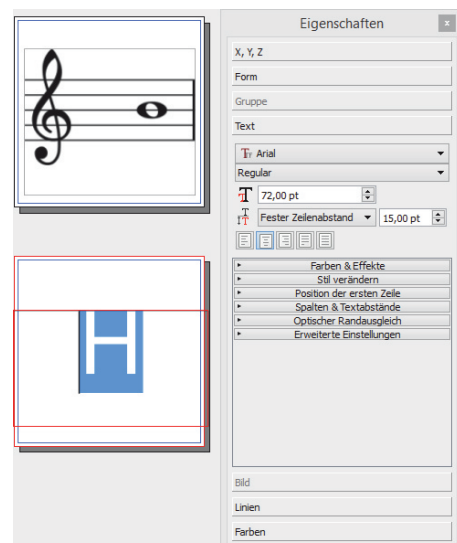 Eigenschaften
x
X, Y, Z
Form
Gruppe
Text
Arial
Regular
72,00 pt
Fester Zeilenabstand 15,00 pt
Farben & Effekte
Stil verändern
Position der ersten Zeile
Spalten & Textabstände
Optischer Randausgleich
Erweiterte Einstellungen
H
Bild
Linien
Farben